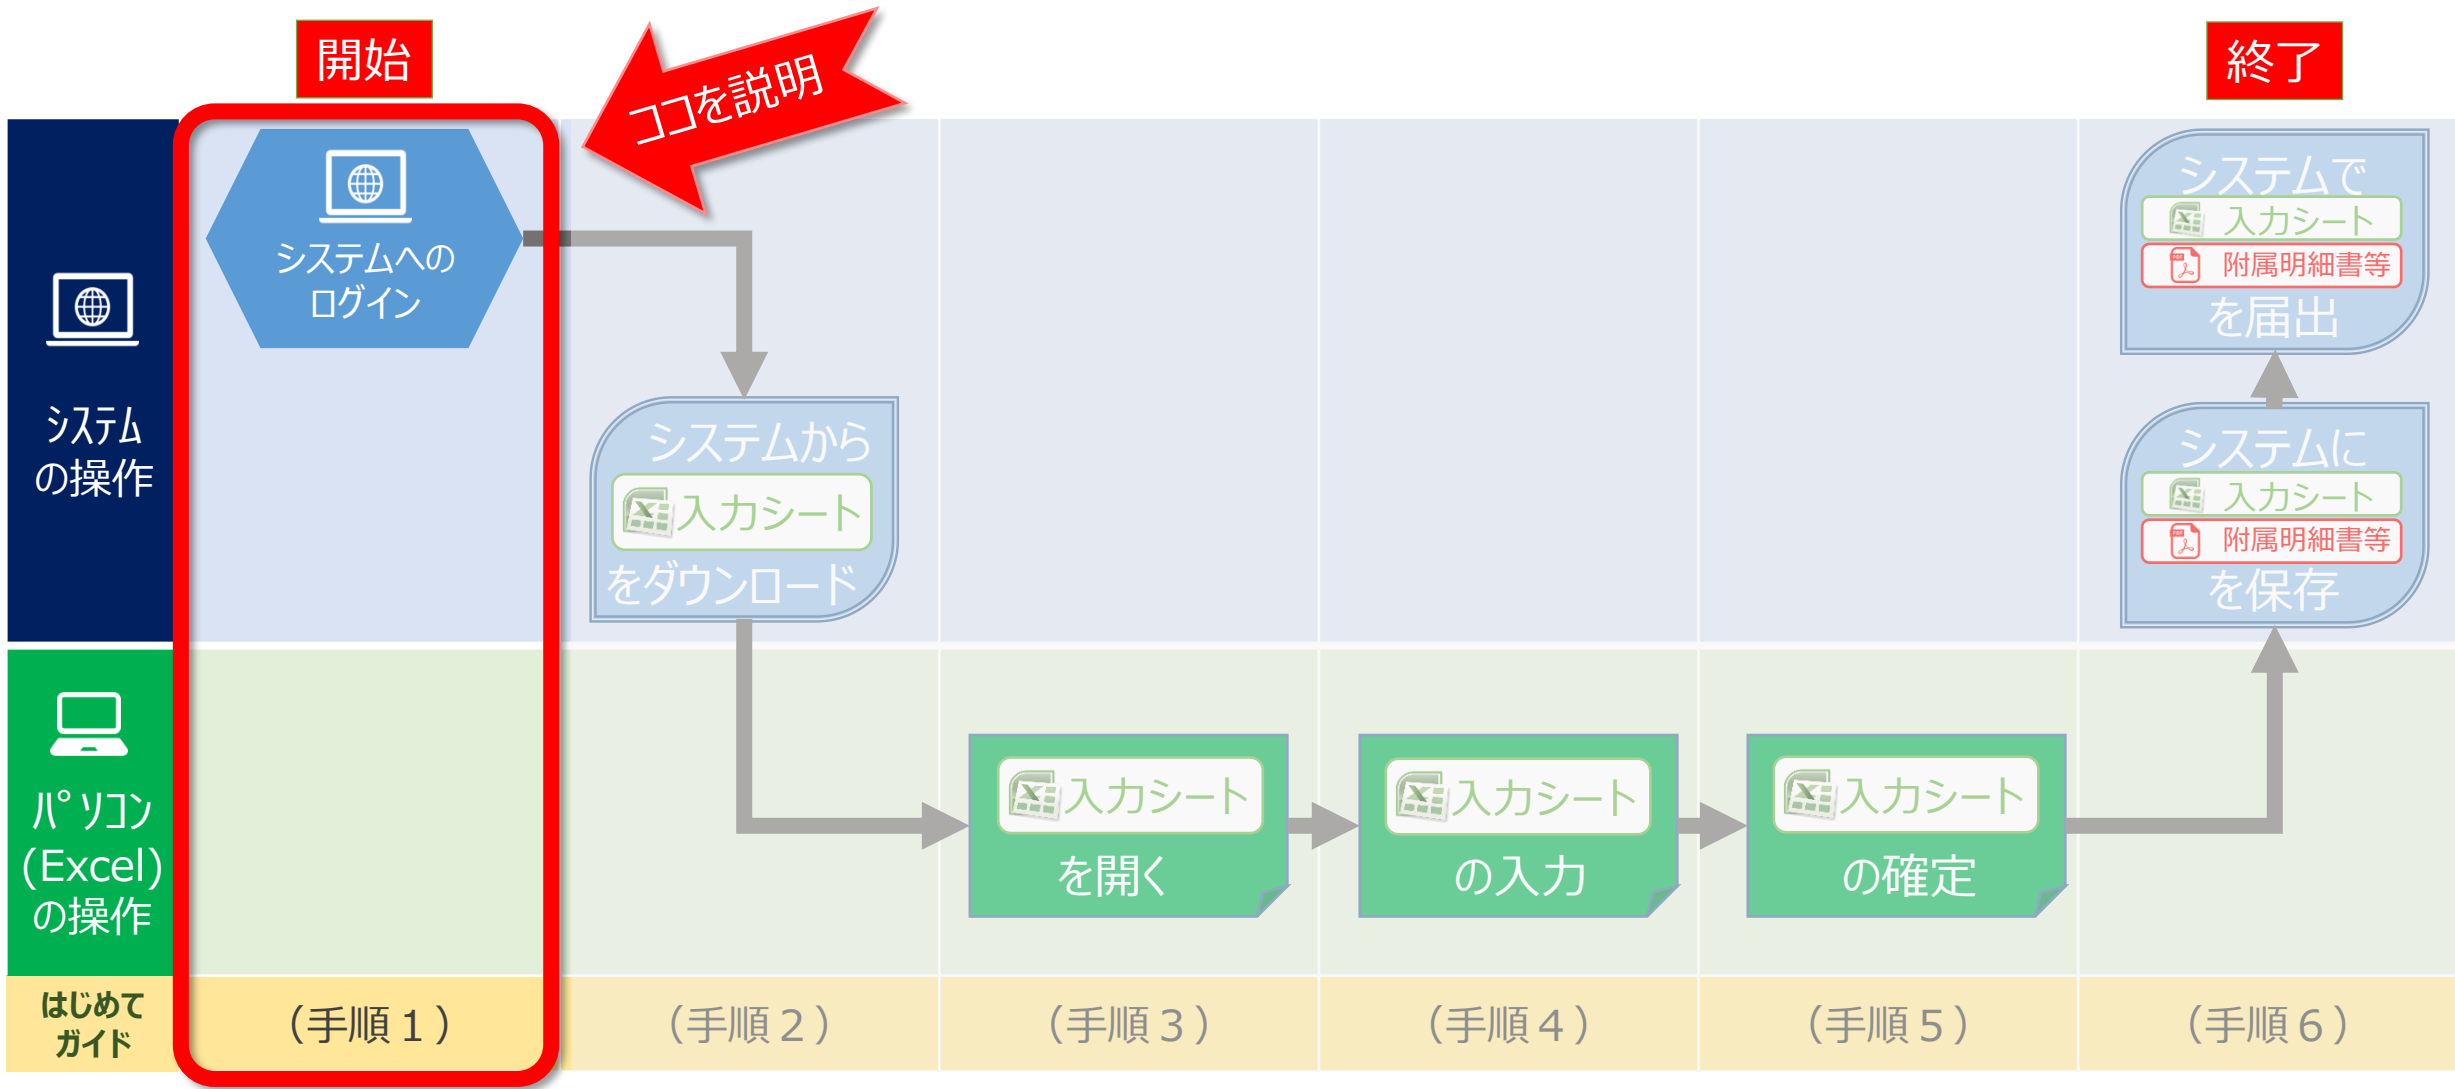 開始
ココを説明
終了
システムへの
ログイン
システムから
入力シート
をダウンロード
システムで
入力シート
附属明細書等
を届出
システムに
入力シート
附属明細書等
を保存
ｼｽﾃﾑ
の操作
入力シート
を開く
入力シート
の入力
入力シート
の確定
ﾊﾟｿｺﾝ
(Excel)
の操作
はじめて
ガイド
（手順１）
（手順２）
（手順３）
（手順４）
（手順５）
（手順６）